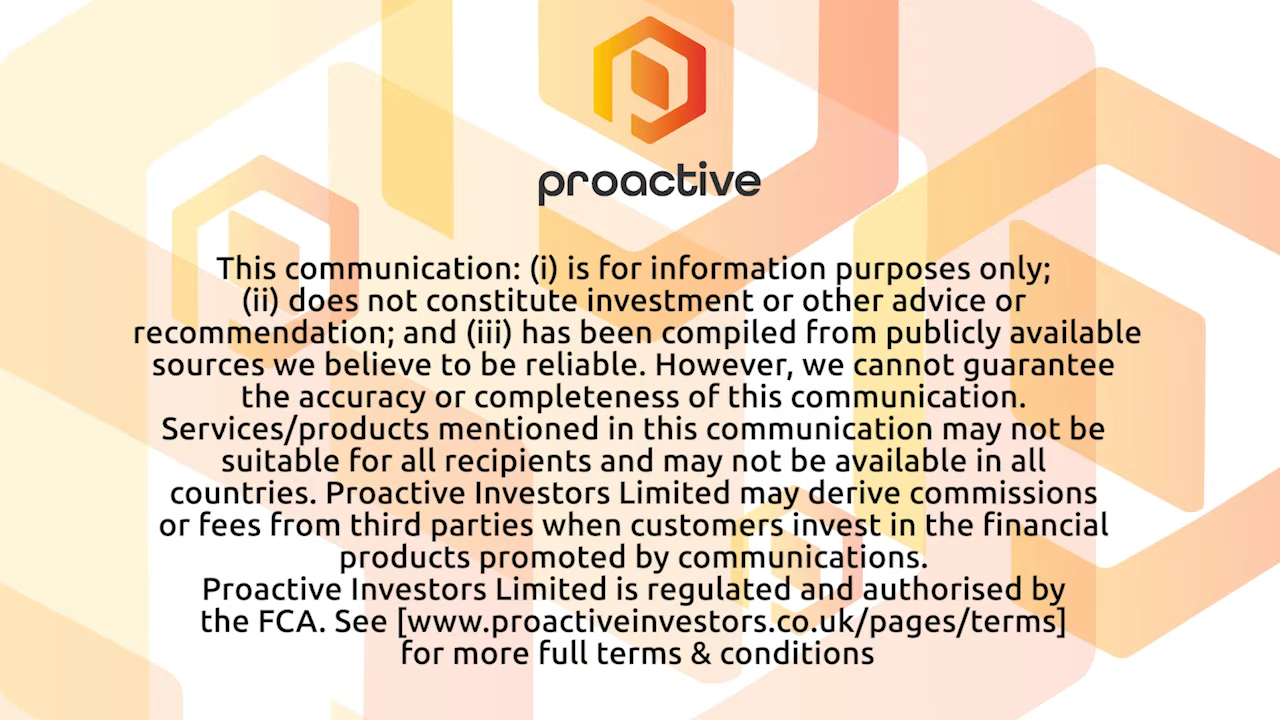 proactive
This communication: (i) is for information purposes only;
(ii) does not constitute investment or other advice or
recommendation; and (iii) has been compiled from publicly available
sources we believe to be reliable. However, we cannot guarantee
the accuracy or completeness of this communication.
Services/products mentioned in this communication may not be
suitable for all recipients and may not be available in all
countries. Proactive Investors Limited may derive commissions
or fees from third parties when customers invest in the financial
products promoted by communications.
Proactive Investors Limited is regulated and authorised by
the FCA. See [www.proactiveinvestors.co.uk/pages/terms]
for more full terms & conditions